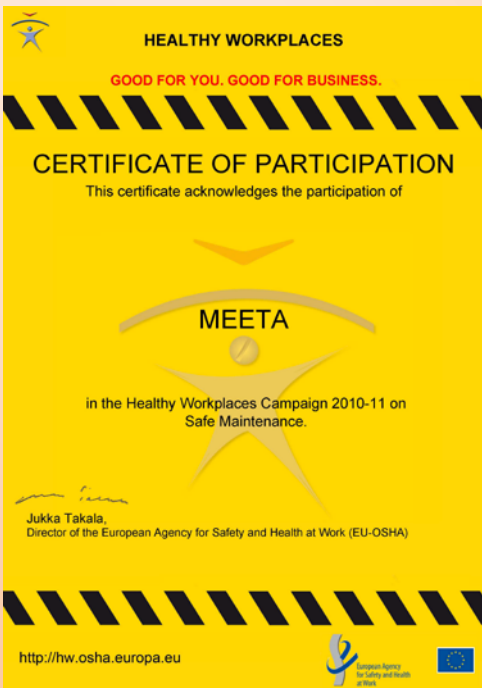 HEALTHY WORKPLACES
GOOD FOR YOU. GOOD FOR BUSINESS.
CERTIFICATE OF PARTICIPATION
This certificate acknowledges the participation of
MEETA
in the Healthy Workplaces Campaign 2010-11 on
Safe Maintenance.
Jukka Takala,
Director of the European Agency for Safety and Health at Work (EU-OSHA)
http://hw.osha.europa.eu
European Agency
for Safety and Health
at Work